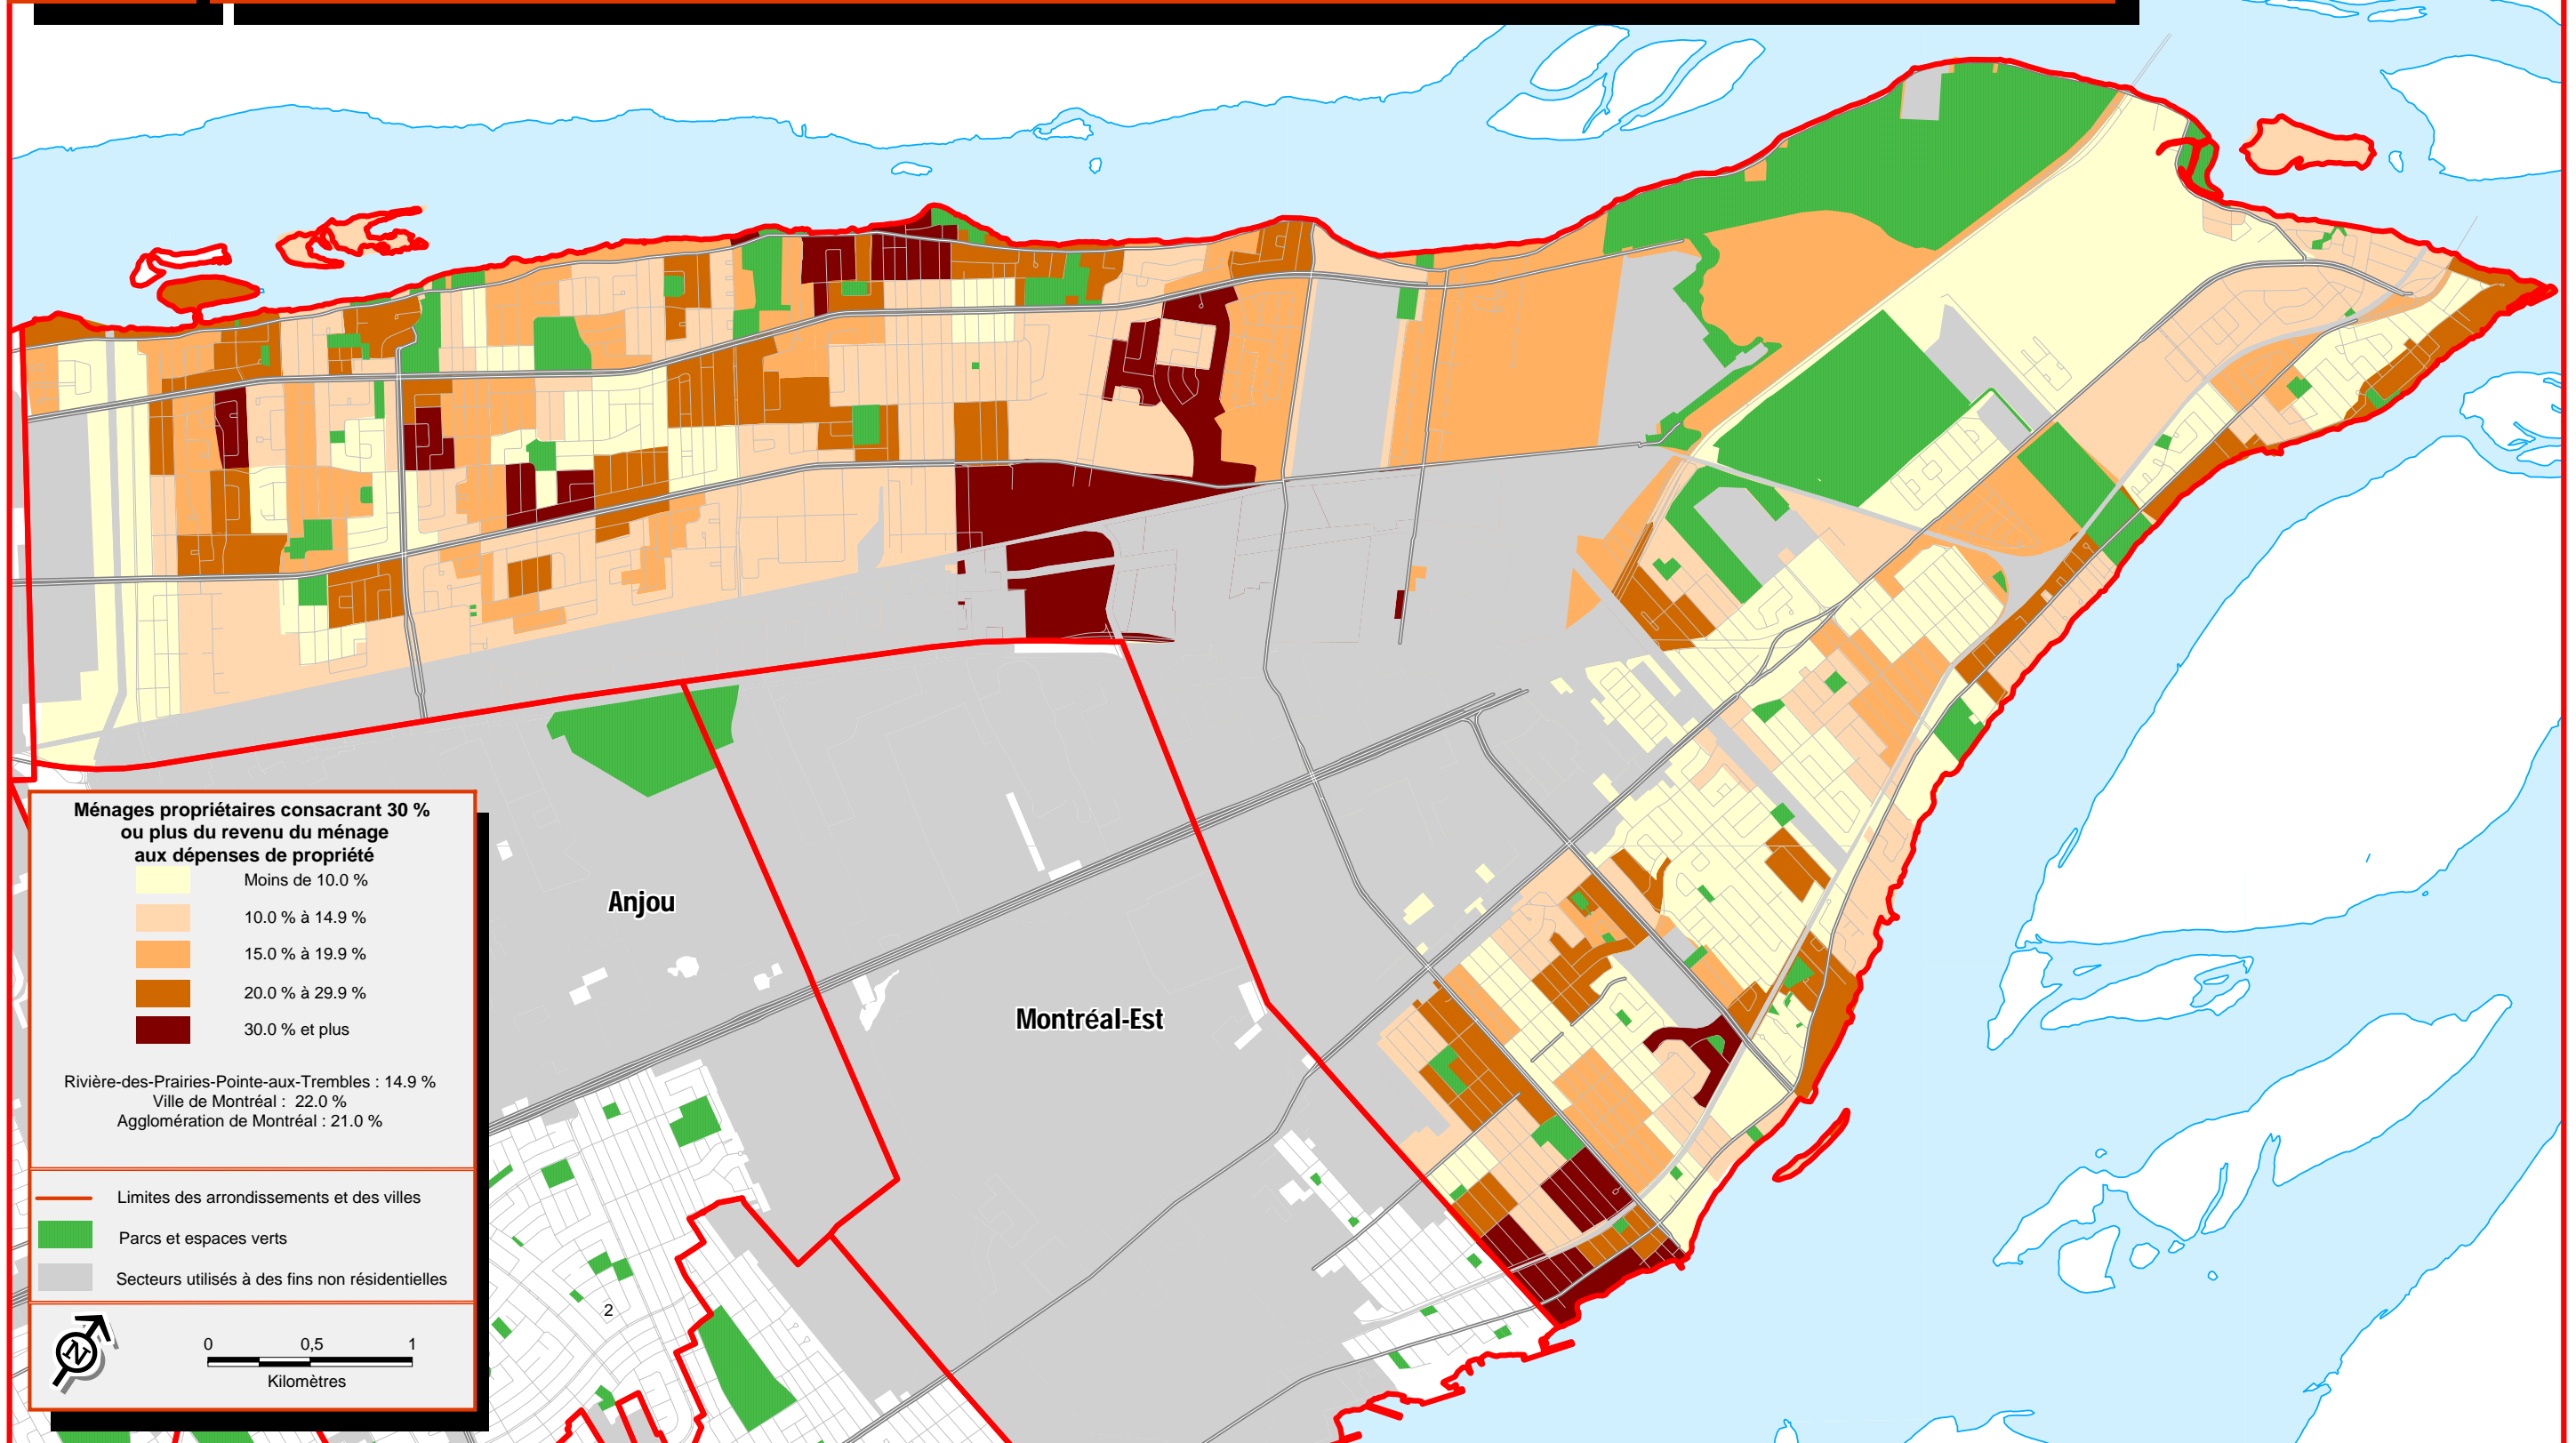 Anjou
Montréal-Est
Ménages propriétaires consacrant 30 %
ou plus du revenu du ménage
aux dépenses de propriété
Moins de 10.0 %
10.0 % à 14.9 %
15.0 % à 19.9 %
20.0 % à 29.9 %
30.0 % et plus
Rivière-des-Prairies-Pointe-aux-Trembles : 14.9 %
Ville de Montréal : 22.0 %
Agglomération de Montréal : 21.0 %
Limites des arrondissements et des villes
Parcs et espaces verts
Secteurs utilisés à des fins non résidentielles
2
N
0 0,5 1
Kilomètres